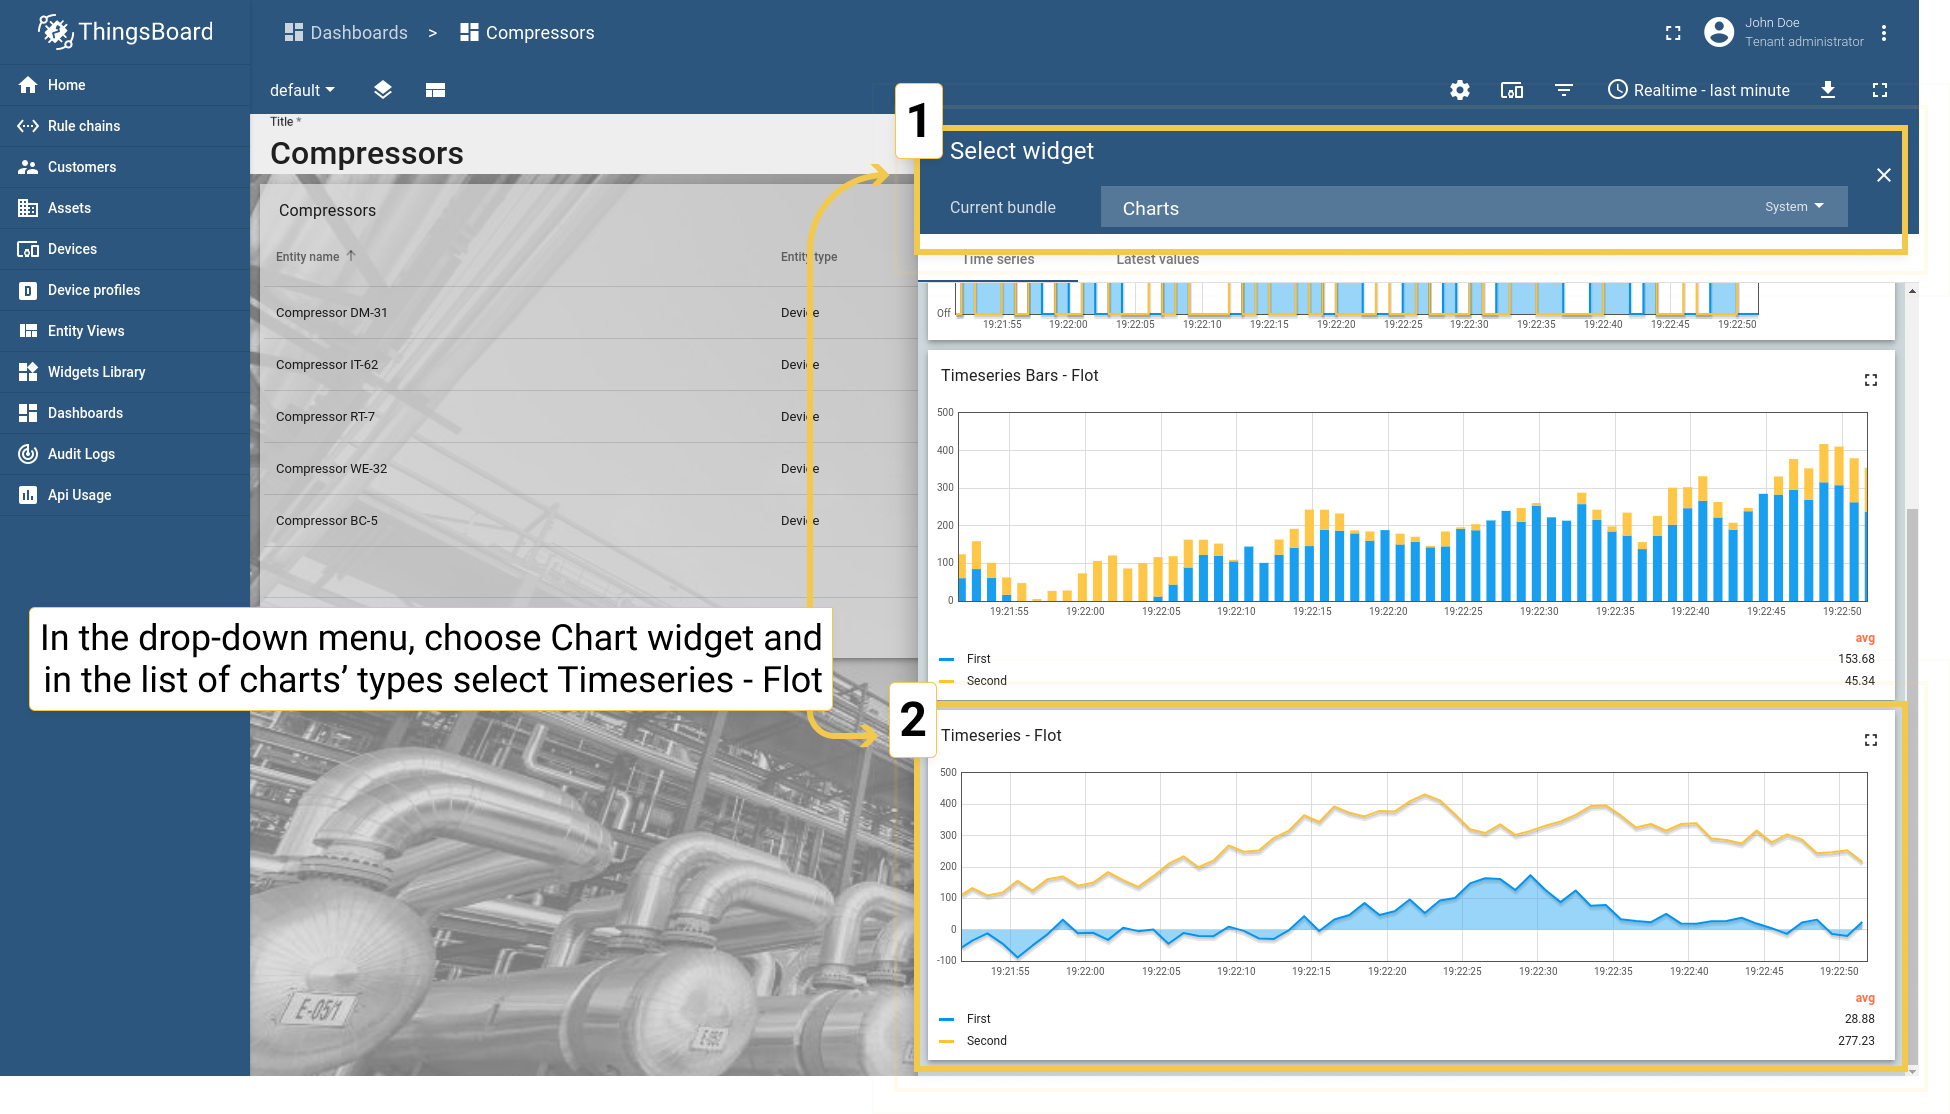 ThingsBoard
Dashboards > Compressors
John Doe
Tenant administrator
Home
Rule chains
Customers
Assets
Devices
Device profiles
Entity Views
Widgets Library
Dashboards
Audit Logs
Api Usage
default
Realtime - last minute
Title *
Compressors
Compressors
Entity name
Entity type
Compressor DM-31
Device
Compressor IT-62
Device
Compressor RT-7
Device
Compressor WE-32
Device
Compressor BC-5
Device
In the drop-down menu, choose Chart widget and
in the list of charts’ types select Timeseries - Flot
E-05/1
1
Select widget
Current bundle
Charts
System
Time series
Latest values
Off
19:21:55 19:22:00 19:22:05 19:22:10 19:22:15 19:22:20 19:22:25 19:22:30 19:22:35 19:22:40 19:22:45 19:22:50
Timeseries Bars - Flot
500
400
300
200
100
0
19:21:55 19:22:00 19:22:05 19:22:10 19:22:15 19:22:20 19:22:25 19:22:30 19:22:35 19:22:40 19:22:45 19:22:50
avg
First 153.68
Second 45.34
2
Timeseries - Flot
500
400
300
200
100
0
-100
19:21:55 19:22:00 19:22:05 19:22:10 19:22:15 19:22:20 19:22:25 19:22:30 19:22:35 19:22:40 19:22:45 19:22:50
avg
First 28.88
Second 277.23